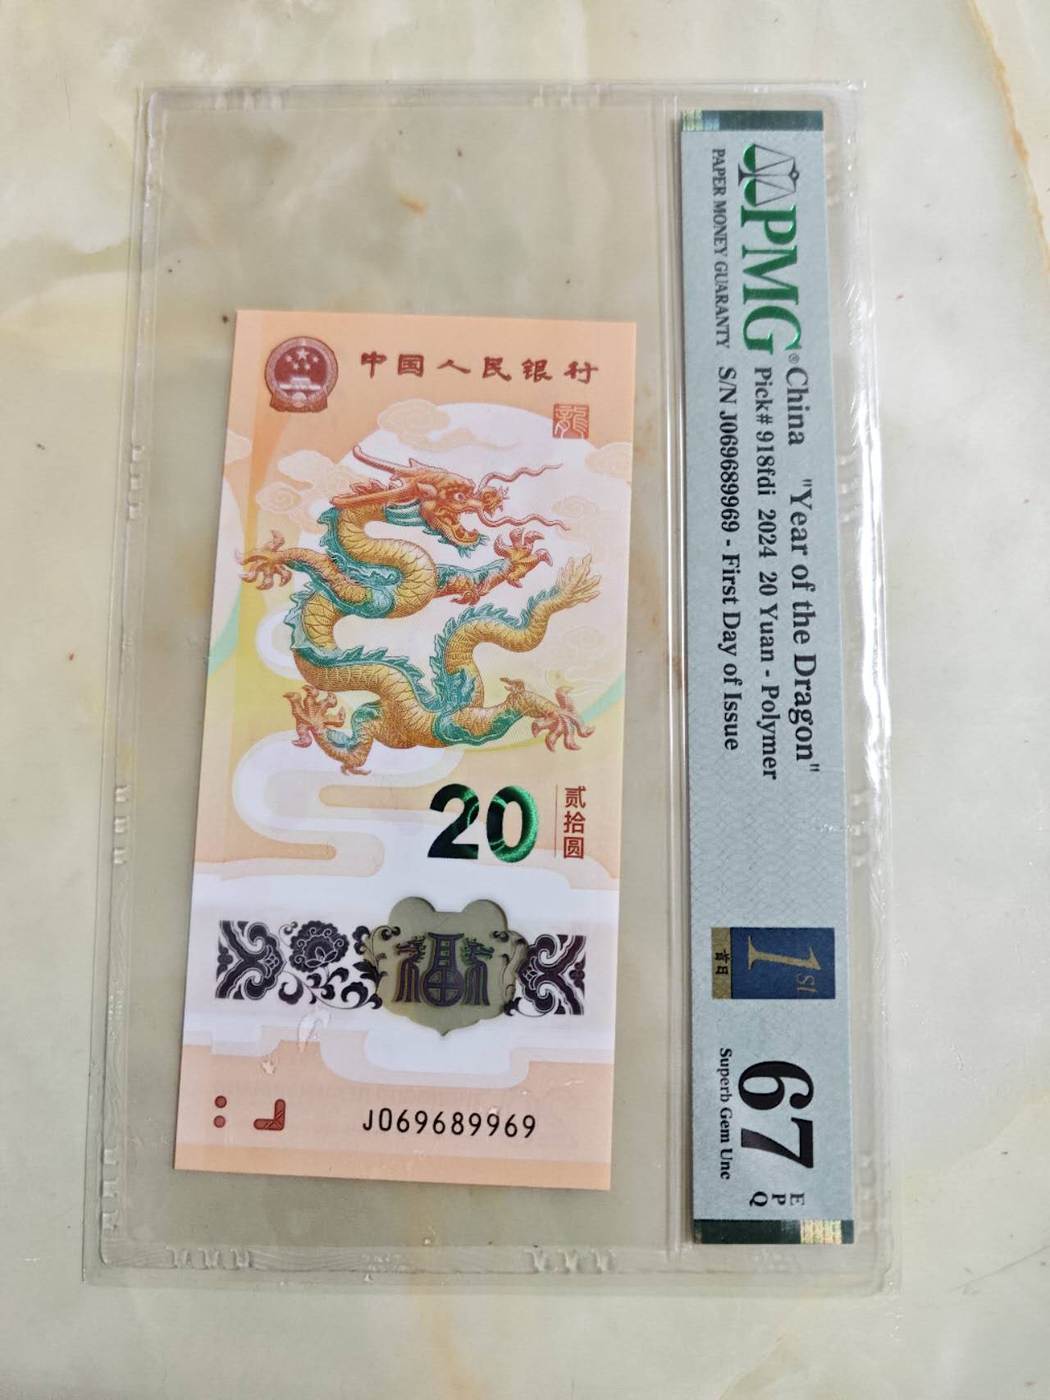 中国人民银行
龍
20
贰拾圆
福
J069689969
PMG®
PAPER MONEY GUARANTY
China "Year of the Dragon"
Pick# 918fdi 2024 20 Yuan - Polymer
S/N J069689969 - First Day of Issue
1st
首日
67 EPQ
Superb Gem Unc